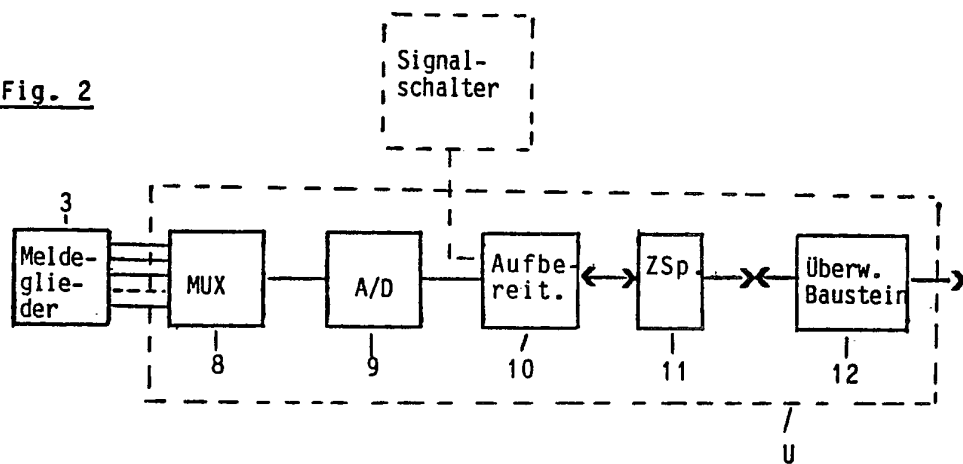 Fig. 2
Signal-
schalter
3
Melde-
glie-
der
MUX
A/D
Aufbe-
reit.
ZSp.
Überw.
Baustein
8
9
10
11
12
U